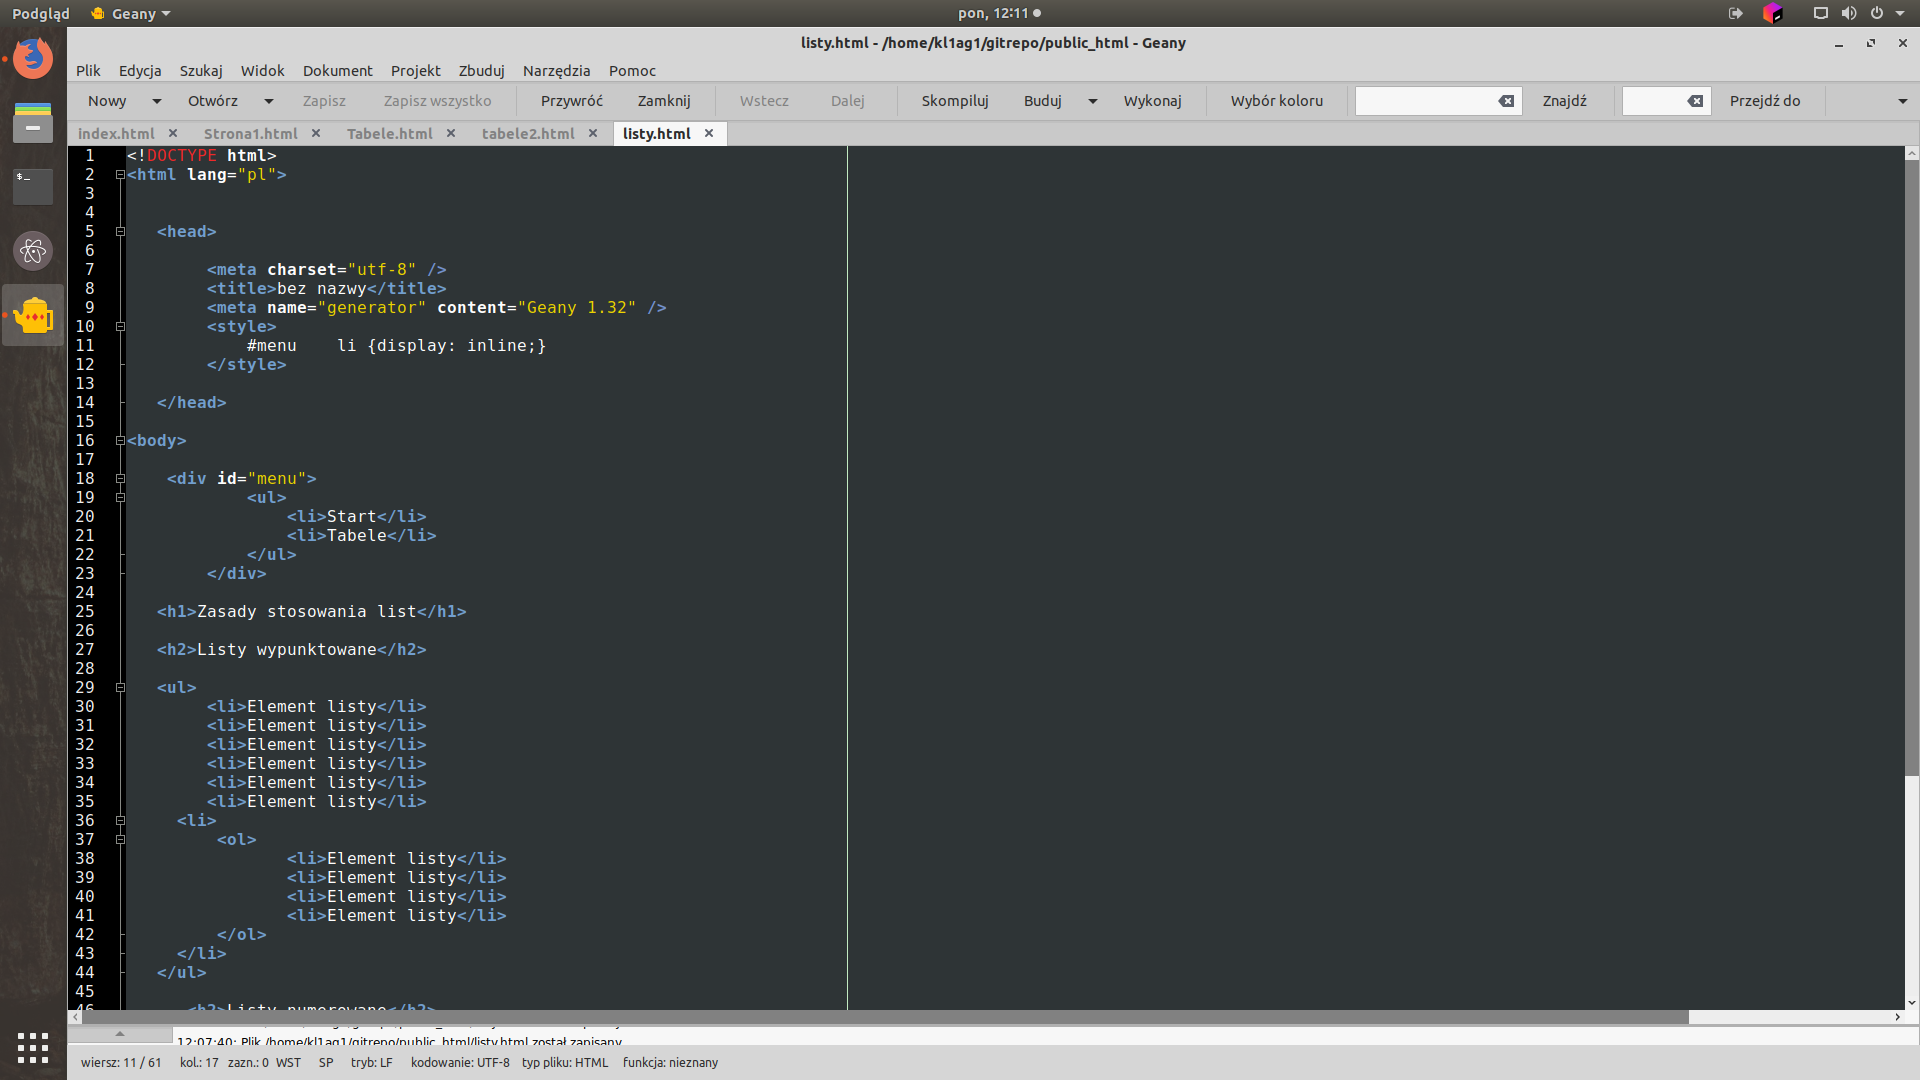 Podgląd Geany pon, 12:11
listy.html - /home/kl1ag1/gitrepo/public_html - Geany
Plik Edycja Szukaj Widok Dokument Projekt Zbuduj Narzędzia Pomoc
Nowy Otwórz Zapisz Zapisz wszystko Przywróć Zamknij Wstecz Dalej Skompiluj Buduj Wykonaj Wybór koloru Znajdź Przejdź do
index.html Strona1.html Tabele.html tabele2.html listy.html
1 <!DOCTYPE html>
2 <html lang="pl">
3
4
5 <head>
6
7 <meta charset="utf-8" />
8 <title>bez nazwy</title>
9 <meta name="generator" content="Geany 1.32" />
10 <style>
11 #menu li {display: inline;}
12 </style>
13
14 </head>
15
16 <body>
17
18 <div id="menu">
19 <ul>
20 <li>Start</li>
21 <li>Tabele</li>
22 </ul>
23 </div>
24
25 <h1>Zasady stosowania list</h1>
26
27 <h2>Listy wypunktowane</h2>
28
29 <ul>
30 <li>Element listy</li>
31 <li>Element listy</li>
32 <li>Element listy</li>
33 <li>Element listy</li>
34 <li>Element listy</li>
35 <li>Element listy</li>
36 <li>
37 <ol>
38 <li>Element listy</li>
39 <li>Element listy</li>
40 <li>Element listy</li>
41 <li>Element listy</li>
42 </ol>
43 </li>
44 </ul>
45
46 <h2>Listy numerowane</h2>
12:07:40: Plik /home/kl1ag1/gitrepo/public_html/listy.html został zapisany
wiersz: 11 / 61 kol.: 17 zazn.: 0 WST SP tryb: LF kodowanie: UTF-8 typ pliku: HTML funkcja: nieznany